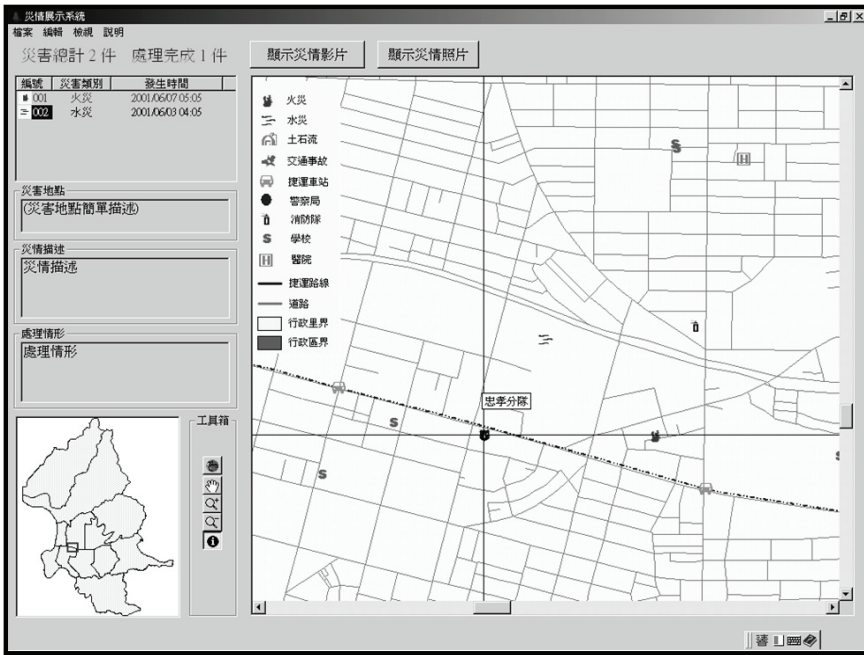 災情展示系統
檔案 編輯 檢視 說明
災害總計 2 件 處理完成 1 件
顯示災情影片
顯示災情照片
編號 災害類別 發生時間
001 火災 2001/06/07 05:05
002 水災 2001/06/03 04:05
災害地點
(災害地點簡單描述)
災情描述
災情描述
處理情形
處理情形
工具箱
火災
水災
土石流
交通事故
捷運車站
警察局
消防隊
S 學校
H 醫院
捷運路線
道路
行政里界
行政區界
S
H
忠孝分隊
S
S
S